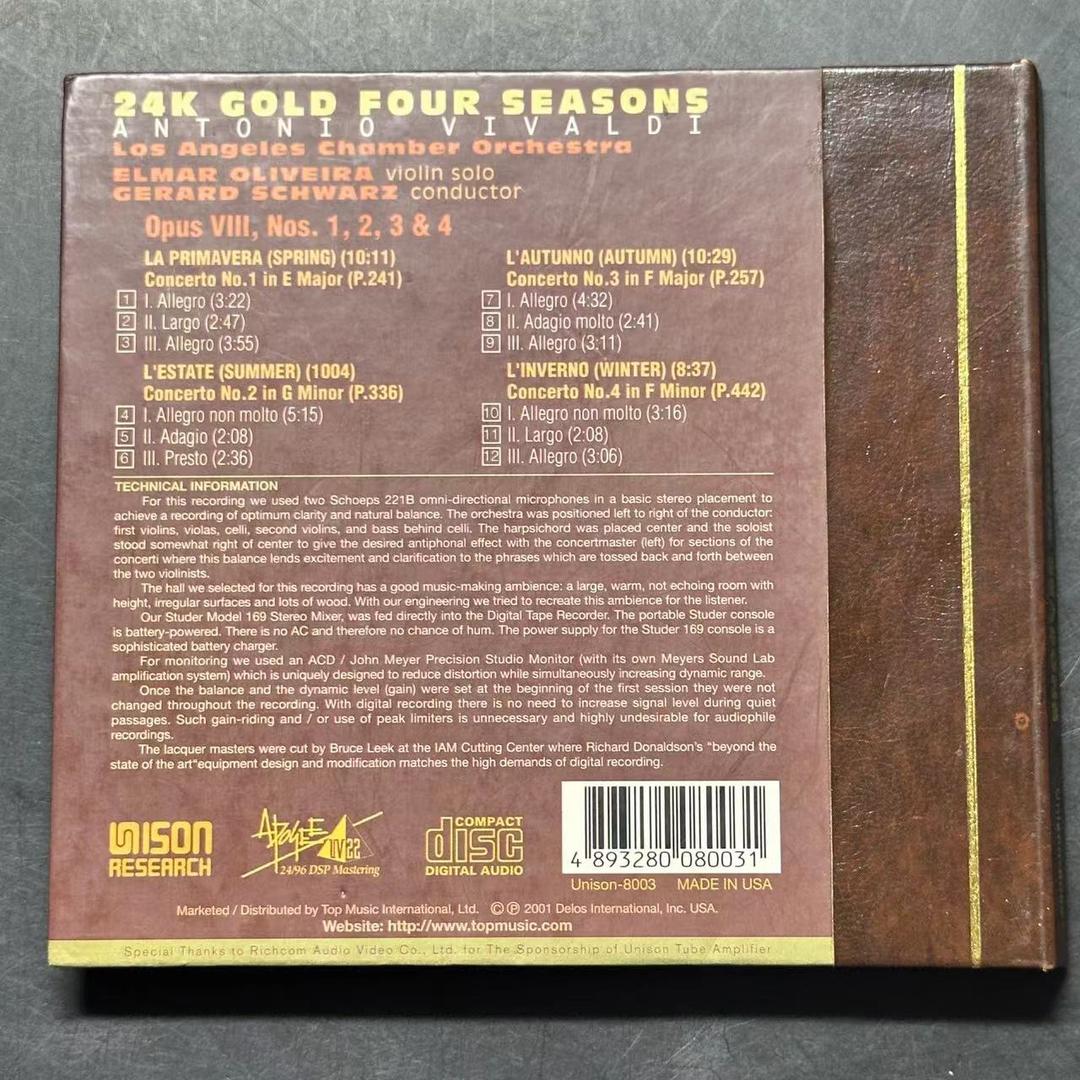 24K GOLD FOUR SEASONS
ANTONIO VIVALDI
Los Angeles Chamber Orchestra
ELMAR OLIVEIRA violin solo
GERARD SCHWARZ conductor
Opus VIII, Nos. 1, 2, 3 & 4
LA PRIMAVERA (SPRING) (10:11)
Concerto No.1 in E Major (P.241)
1 I. Allegro (3:22)
2 II. Largo (2:47)
3 III. Allegro (3:55)
L'ESTATE (SUMMER) (1004)
Concerto No.2 in G Minor (P.336)
4 I. Allegro non molto (5:15)
5 II. Adagio (2:08)
6 III. Presto (2:36)
L'AUTUNNO (AUTUMN) (10:29)
Concerto No.3 in F Major (P.257)
7 I. Allegro (4:32)
8 II. Adagio molto (2:41)
9 III. Allegro (3:11)
L'INVERNO (WINTER) (8:37)
Concerto No.4 in F Minor (P.442)
10 I. Allegro non molto (3:16)
11 II. Largo (2:08)
12 III. Allegro (3:06)
TECHNICAL INFORMATION
For this recording we used two Schoeps 221B omni-directional microphones in a basic stereo placement to
achieve a recording of optimum clarity and natural balance. The orchestra was positioned left to right of the conductor:
first violins, violas, celli, second violins, and bass behind celli. The harpsichord was placed center and the soloist
stood somewhat right of center to give the desired antiphonal effect with the concertmaster (left) for sections of the
concerti where this balance lends excitement and clarification to the phrases which are tossed back and forth between
the two violinists.
The hall we selected for this recording has a good music-making ambience: a large, warm, not echoing room with
height, irregular surfaces and lots of wood. With our engineering we tried to recreate this ambience for the listener.
Our Studer Model 169 Stereo Mixer, was fed directly into the Digital Tape Recorder. The portable Studer console
is battery-powered. There is no AC and therefore no chance of hum. The power supply for the Studer 169 console is a
sophisticated battery charger.
For monitoring we used an ACD / John Meyer Precision Studio Monitor (with its own Meyers Sound Lab
amplification system) which is uniquely designed to reduce distortion while simultaneously increasing dynamic range.
Once the balance and the dynamic level (gain) were set at the beginning of the first session they were not
changed throughout the recording. With digital recording there is no need to increase signal level during quiet
passages. Such gain-riding and / or use of peak limiters is unnecessary and highly undesirable for audiophile
recordings.
The lacquer masters were cut by Bruce Leek at the IAM Cutting Center where Richard Donaldson's "beyond the
state of the art"equipment design and modification matches the high demands of digital recording.
UNISON
RESEARCH
APOGEE
UV22
24/96 DSP Mastering
COMPACT
disc
DIGITAL AUDIO
4 893280 080031
Unison-8003 MADE IN USA
Marketed / Distributed by Top Music International, Ltd. © ℗ 2001 Delos International, Inc. USA.
Website: http://www.topmusic.com
Special Thanks to Richcom Audio Video Co., Ltd. for The Sponsorship of Unison Tube Amplifier